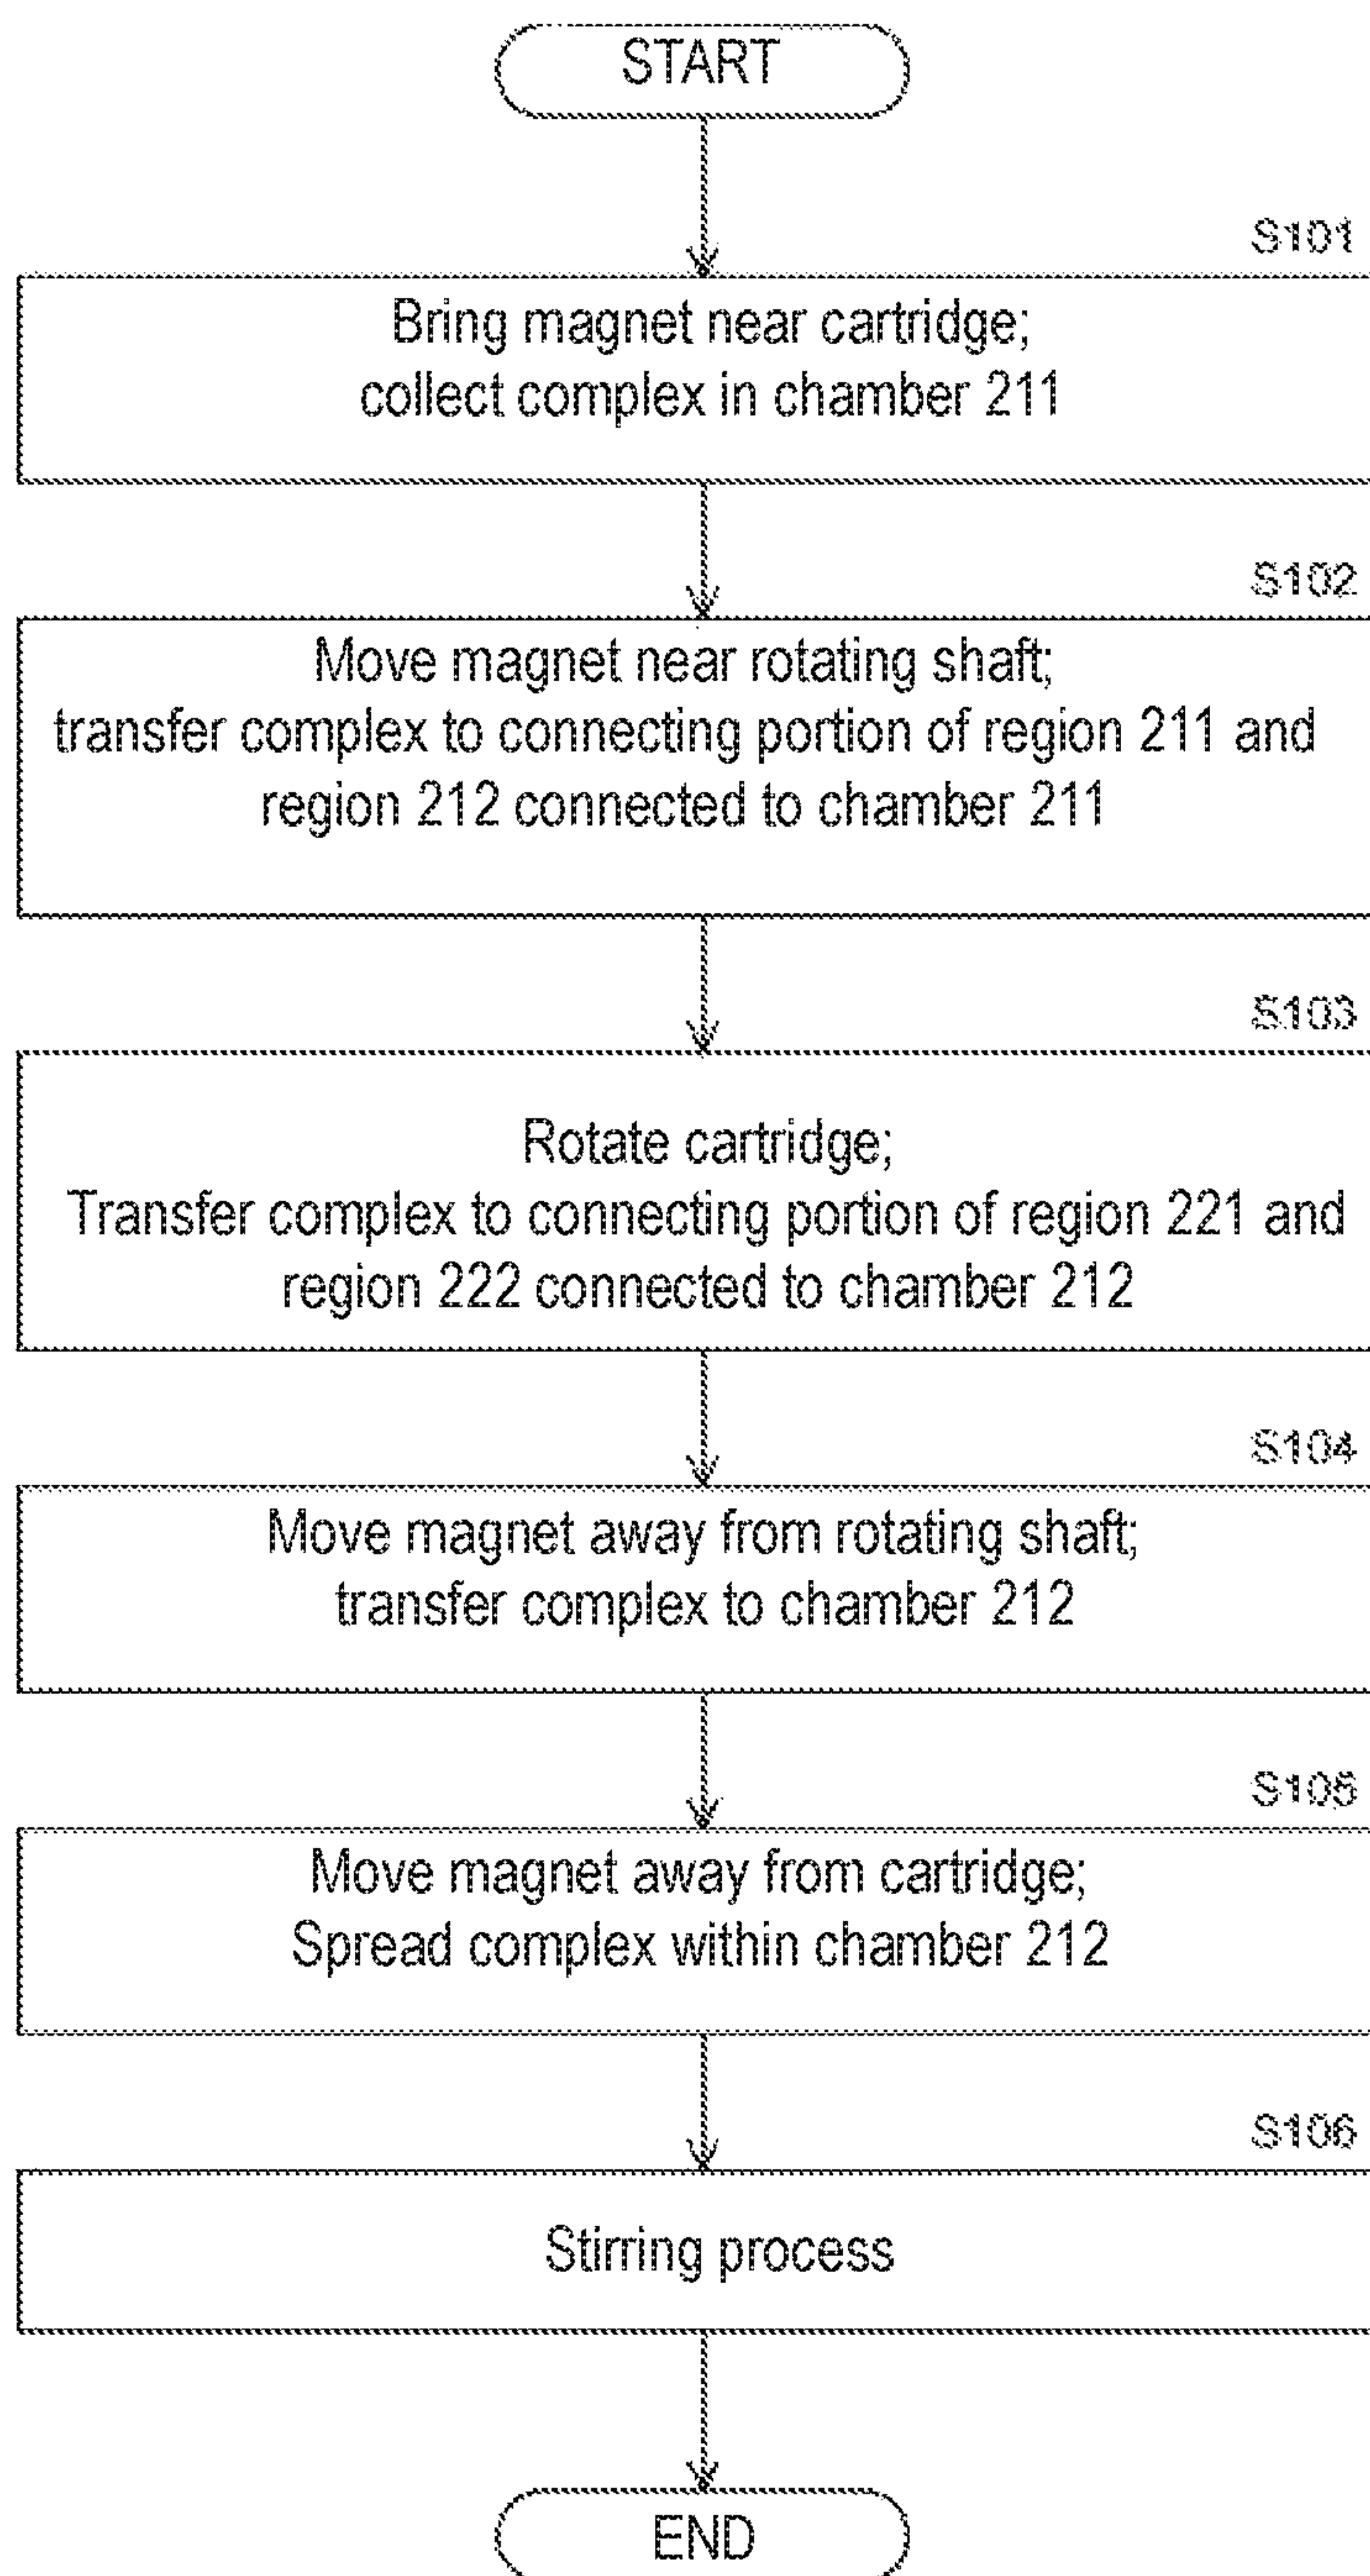 START
S101
Bring magnet near cartridge;
collect complex in chamber 211
S102
Move magnet near rotating shaft;
transfer complex to connecting portion of region 211 and
region 212 connected to chamber 211
S103
Rotate cartridge;
Transfer complex to connecting portion of region 221 and
region 222 connected to chamber 212
S104
Move magnet away from rotating shaft;
transfer complex to chamber 212
S105
Move magnet away from cartridge;
Spread complex within chamber 212
S106
Stirring process
END